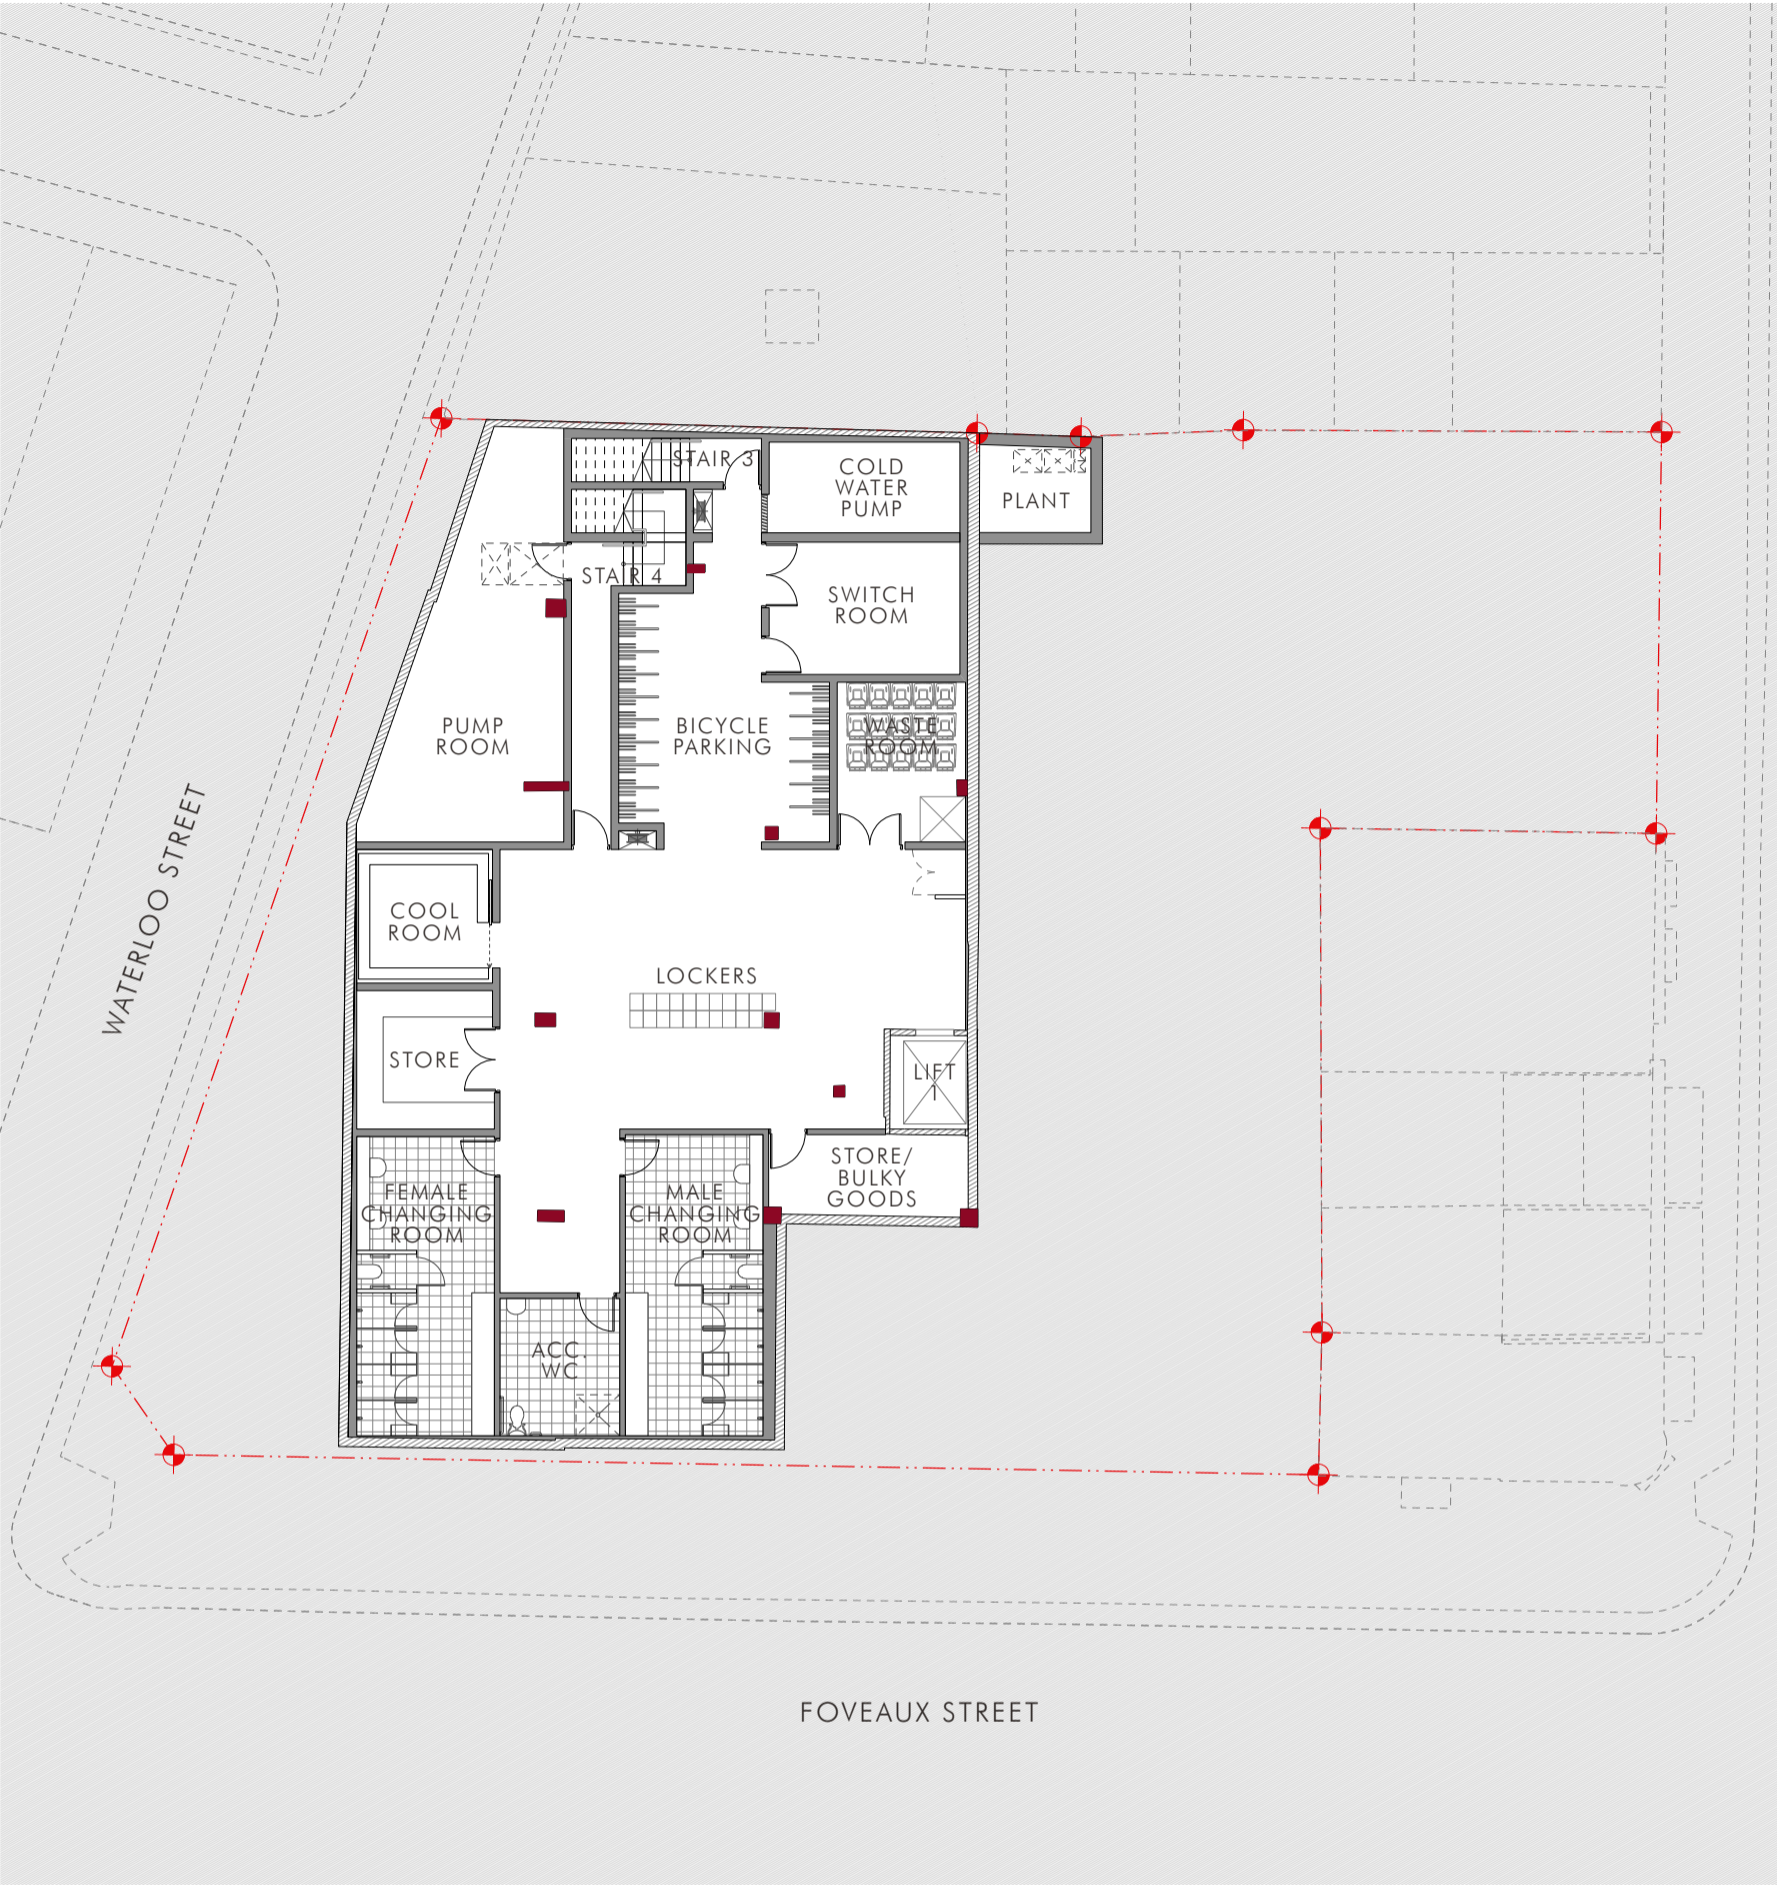 STAIR 3
COLD
WATER
PUMP
PLANT
STAIR 4
SWITCH
ROOM
PUMP
ROOM
BICYCLE
PARKING
WASTE
ROOM
WATERLOO STREET
COOL
ROOM
LOCKERS
STORE
LIFT
1
STORE/
BULKY
GOODS
FEMALE
CHANGING
ROOM
MALE
CHANGING
ROOM
ACC.
WC
FOVEAUX STREET